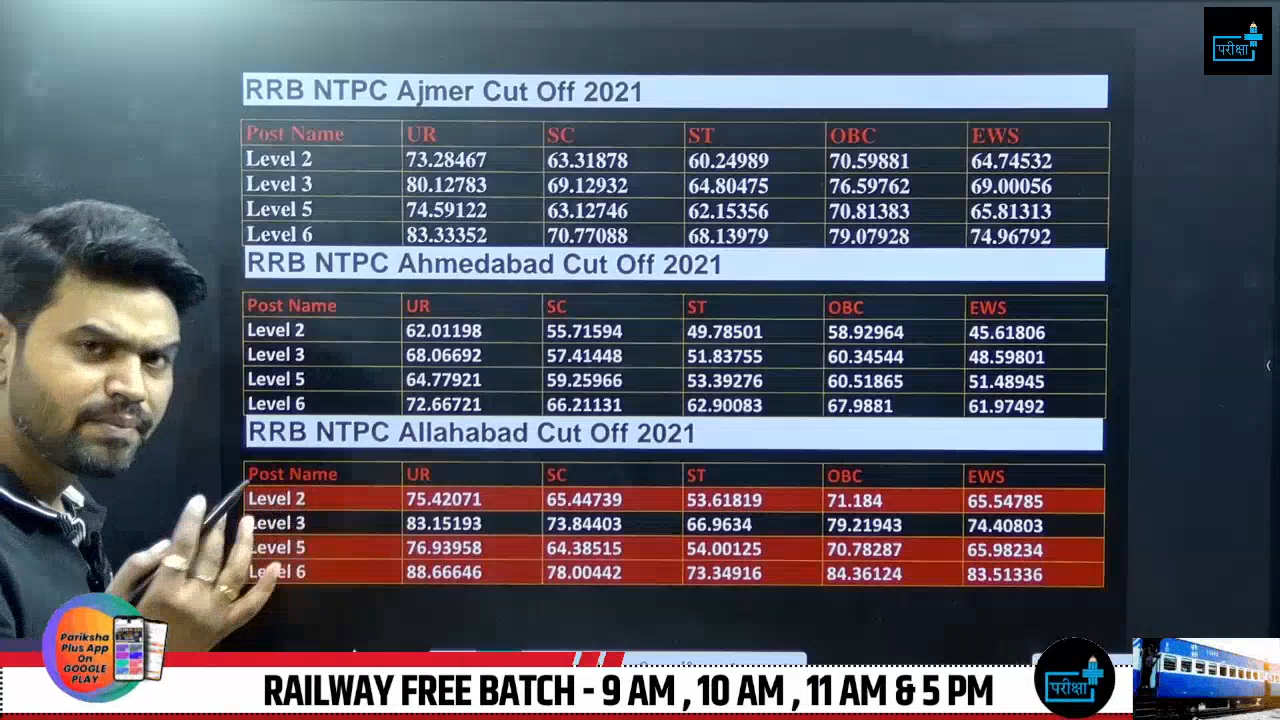 परीक्षा
RRB NTPC Ajmer Cut Off 2021
Post Name UR SC ST OBC EWS
Level 2 73.28467 63.31878 60.24989 70.59881 64.74532
Level 3 80.12783 69.12932 64.80475 76.59762 69.00056
Level 5 74.59122 63.12746 62.15356 70.81383 65.81313
Level 6 83.33352 70.77088 68.13979 79.07928 74.96792
RRB NTPC Ahmedabad Cut Off 2021
Post Name UR SC ST OBC EWS
Level 2 62.01198 55.71594 49.78501 58.92964 45.61806
Level 3 68.06692 57.41448 51.83755 60.34544 48.59801
Level 5 64.77921 59.25966 53.39276 60.51865 51.48945
Level 6 72.66721 66.21131 62.90083 67.9881 61.97492
RRB NTPC Allahabad Cut Off 2021
Post Name UR SC ST OBC EWS
Level 2 75.42071 65.44739 53.61819 71.184 65.54785
Level 3 83.15193 73.84403 66.9634 79.21943 74.40803
Level 5 76.93958 64.38515 54.00125 70.78287 65.98234
Level 6 88.66646 78.00442 73.34916 84.36124 83.51336
Pariksha
Plus App
On
GOOGLE
PLAY
RAILWAY FREE BATCH - 9 AM , 10 AM , 11 AM & 5 PM
परीक्षा